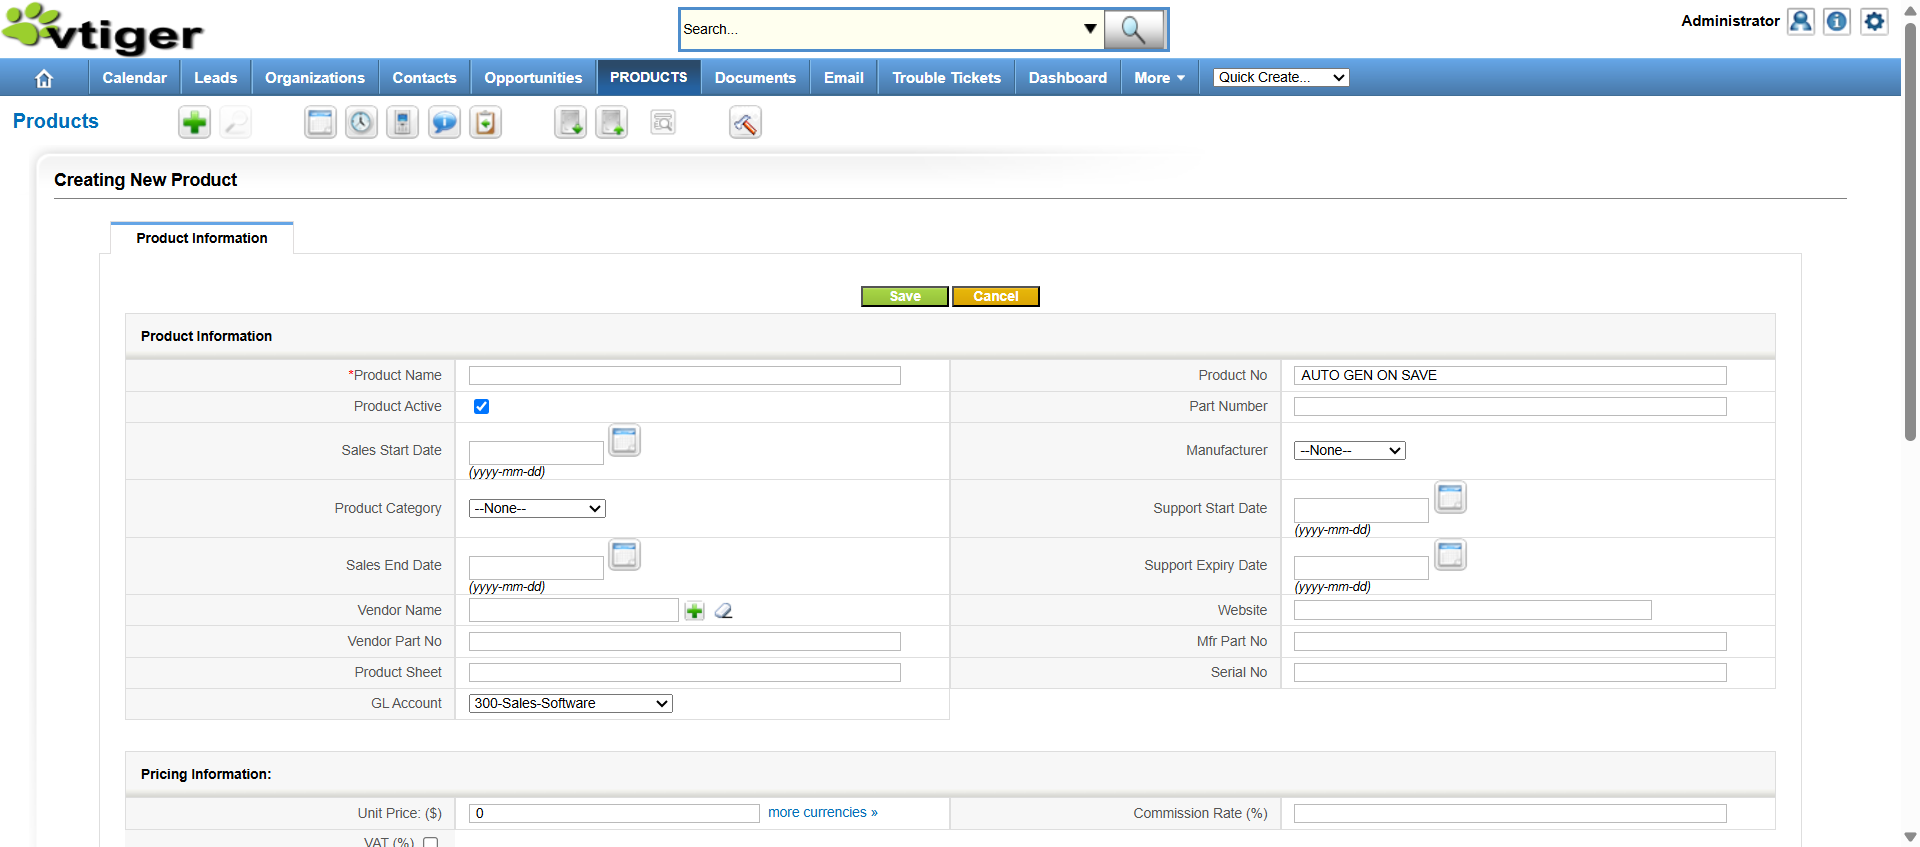 vtiger
Search...
Administrator
Calendar Leads Organizations Contacts Opportunities PRODUCTS Documents Email Trouble Tickets Dashboard More Quick Create...
Products
Creating New Product
Product Information
Save Cancel
Product Information
*Product Name Product No AUTO GEN ON SAVE
Product Active Part Number
Sales Start Date (yyyy-mm-dd) Manufacturer --None--
Product Category --None-- Support Start Date (yyyy-mm-dd)
Sales End Date (yyyy-mm-dd) Support Expiry Date (yyyy-mm-dd)
Vendor Name Website
Vendor Part No Mfr Part No
Product Sheet Serial No
GL Account 300-Sales-Software
Pricing Information:
Unit Price: ($) 0 more currencies » Commission Rate (%)
VAT (%)